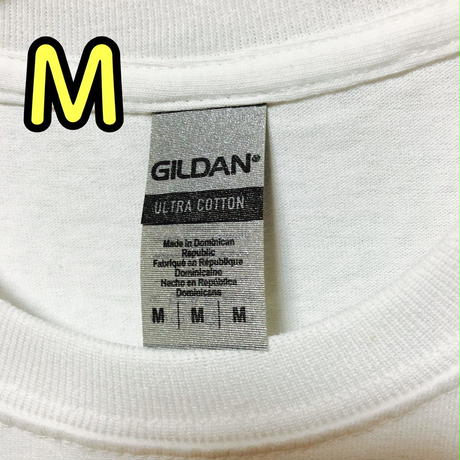 M
GILDAN®
ULTRA COTTON
Made in Dominican
Republic
Fabriqué en République
Dominicaine
Hecho en República
Dominicana
M | M | M